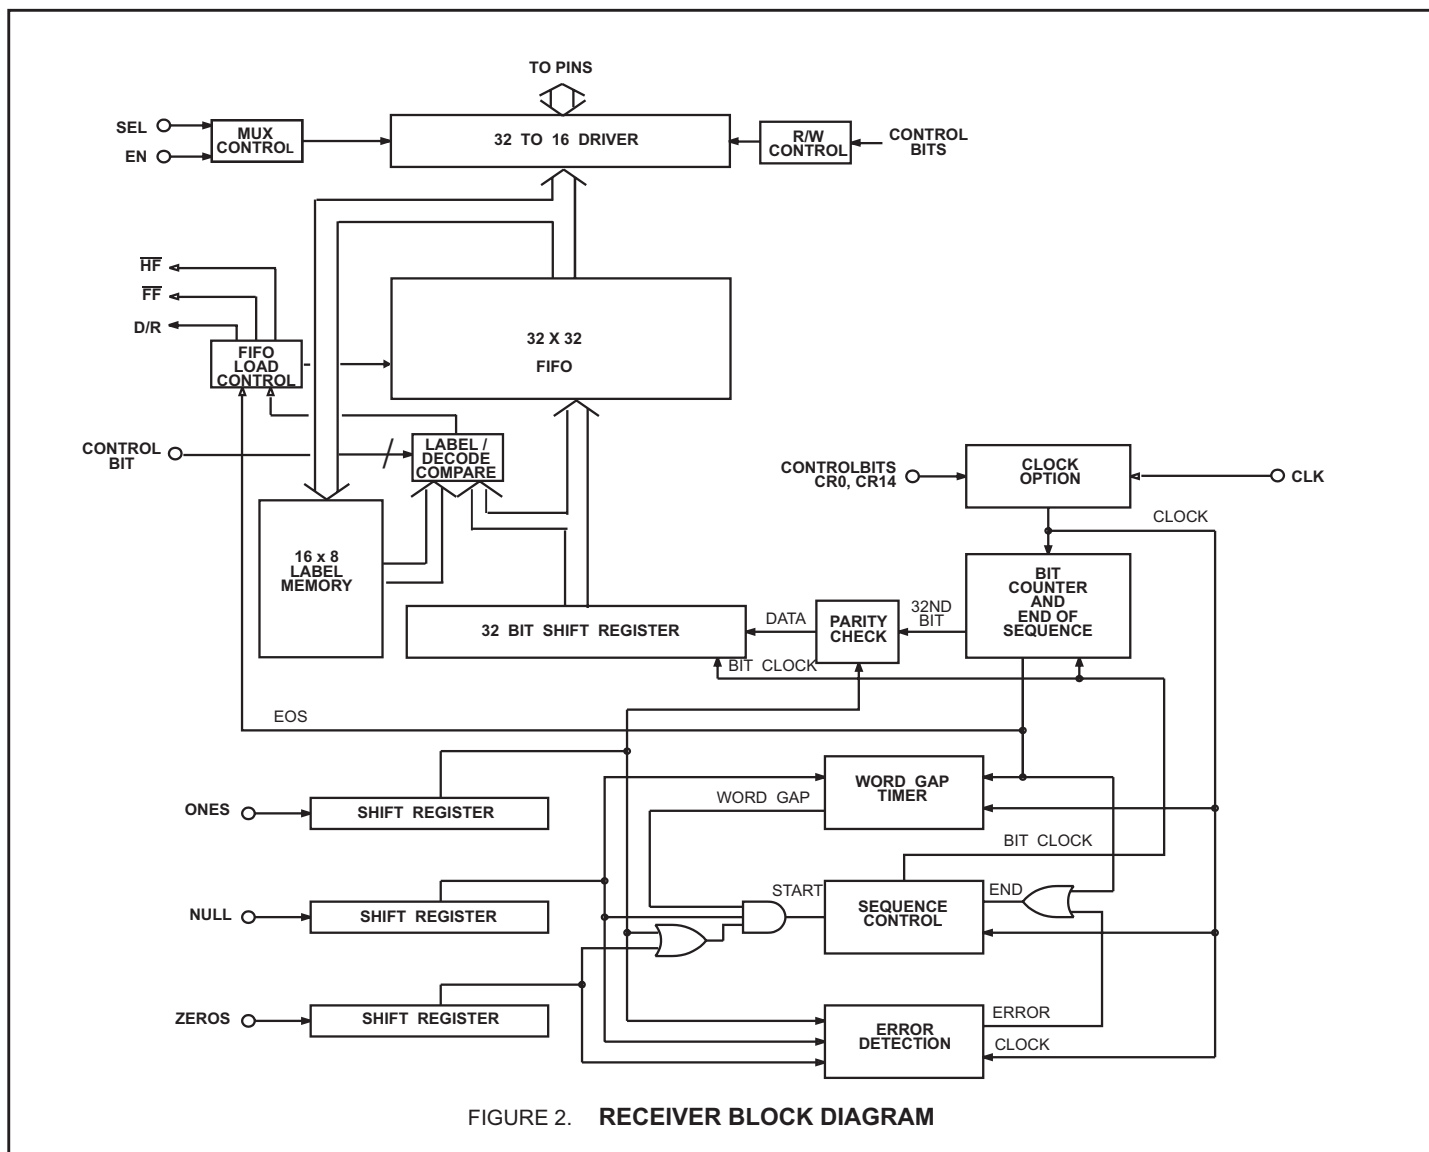 TO PINS
SEL
EN
MUX
CONTROL
32 TO 16 DRIVER
R/W
CONTROL
CONTROL
BITS
HF
FF
D/R
FIFO
LOAD
CONTROL
32 X 32
FIFO
CONTROL
BIT
LABEL /
DECODE
COMPARE
CONTROLBITS
CR0, CR14
CLOCK
OPTION
CLK
CLOCK
16 x 8
LABEL
MEMORY
BIT
COUNTER
AND
END OF
SEQUENCE
32 BIT SHIFT REGISTER
DATA
PARITY
CHECK
32ND
BIT
BIT CLOCK
EOS
WORD GAP
TIMER
WORD GAP
ONES
SHIFT REGISTER
BIT CLOCK
START
SEQUENCE
CONTROL
END
NULL
SHIFT REGISTER
ZEROS
SHIFT REGISTER
ERROR
DETECTION
ERROR
CLOCK
FIGURE 2. RECEIVER BLOCK DIAGRAM